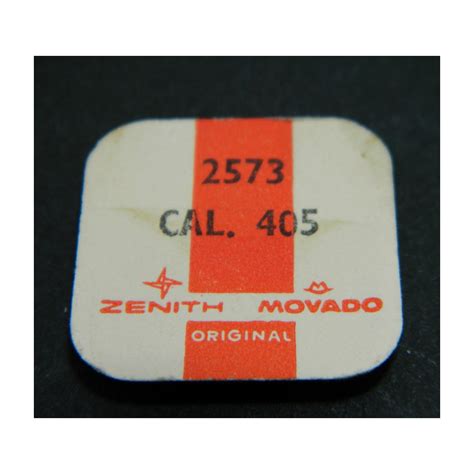 2573
CAL. 405
ZENITH MOVADO
ORIGINAL